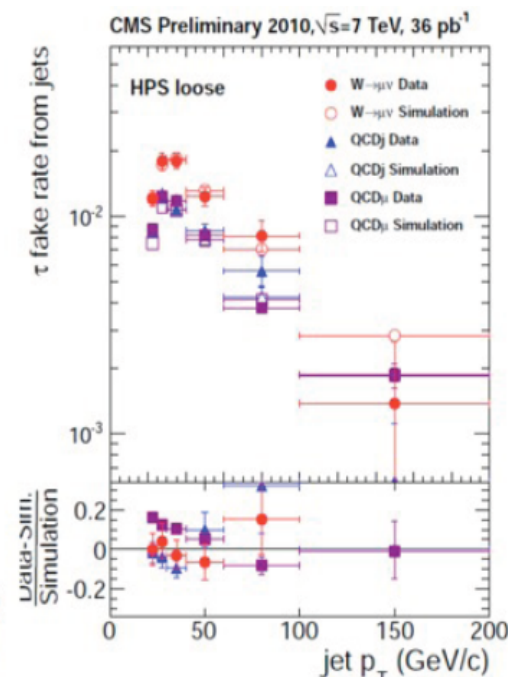 CMS Preliminary 2010,√s=7 TeV, 36 pb⁻¹
HPS loose
W→μν Data
W→μν Simulation
QCDj Data
QCDj Simulation
QCDμ Data
QCDμ Simulation
τ fake rate from jets
10⁻²
10⁻³
Data-Sim.
Simulation
0.2
0
-0.2
0 50 100 150 200
jet p_T (GeV/c)